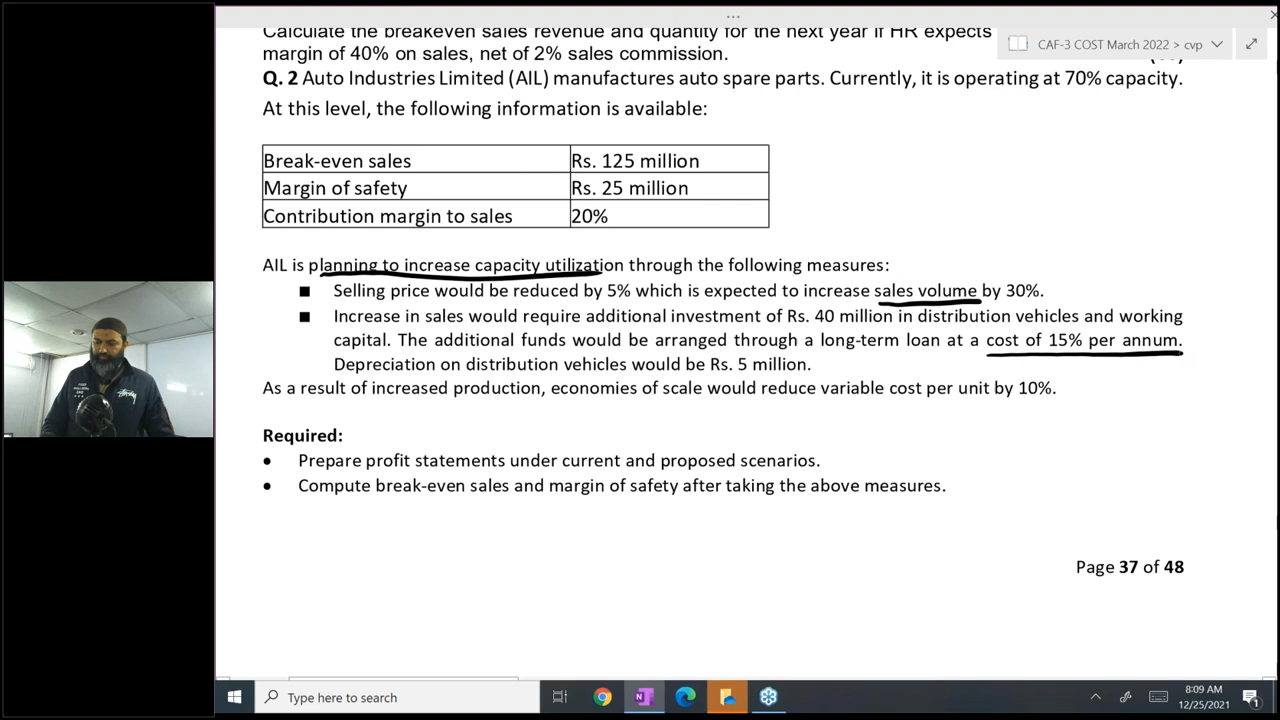 ...
CAF-3 COST March 2022 > cvp
Calculate the breakeven sales revenue and quantity for the next year if HR expects
margin of 40% on sales, net of 2% sales commission.
Q. 2 Auto Industries Limited (AIL) manufactures auto spare parts. Currently, it is operating at 70% capacity.
At this level, the following information is available:
Break-even sales Rs. 125 million
Margin of safety Rs. 25 million
Contribution margin to sales 20%
AIL is planning to increase capacity utilization through the following measures:
■ Selling price would be reduced by 5% which is expected to increase sales volume by 30%.
■ Increase in sales would require additional investment of Rs. 40 million in distribution vehicles and working
capital. The additional funds would be arranged through a long-term loan at a cost of 15% per annum.
Depreciation on distribution vehicles would be Rs. 5 million.
As a result of increased production, economies of scale would reduce variable cost per unit by 10%.
Required:
• Prepare profit statements under current and proposed scenarios.
• Compute break-even sales and margin of safety after taking the above measures.
Page 37 of 48
Type here to search
8:09 AM
12/25/2021